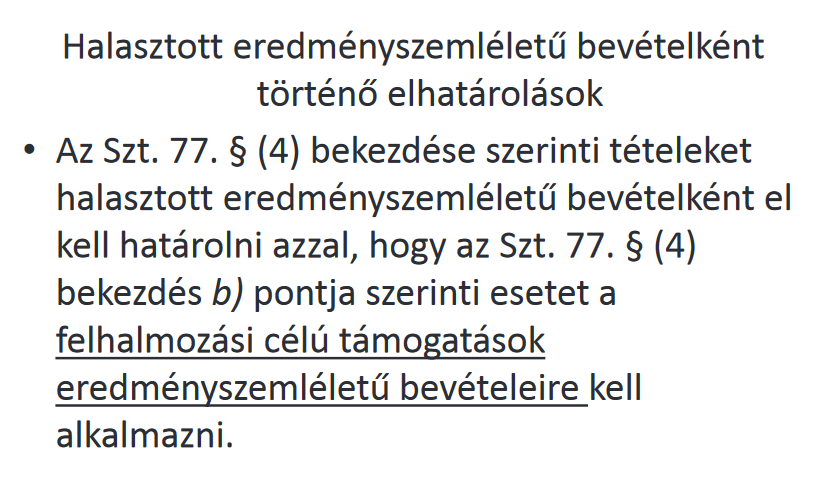 Halasztott eredményszemléletű bevételként
történő elhatárolások
• Az Szt. 77. § (4) bekezdése szerinti tételeket
halasztott eredményszemléletű bevételként el
kell határolni azzal, hogy az Szt. 77. § (4)
bekezdés b) pontja szerinti esetet a
felhalmozási célú támogatások
eredményszemléletű bevételeire kell
alkalmazni.